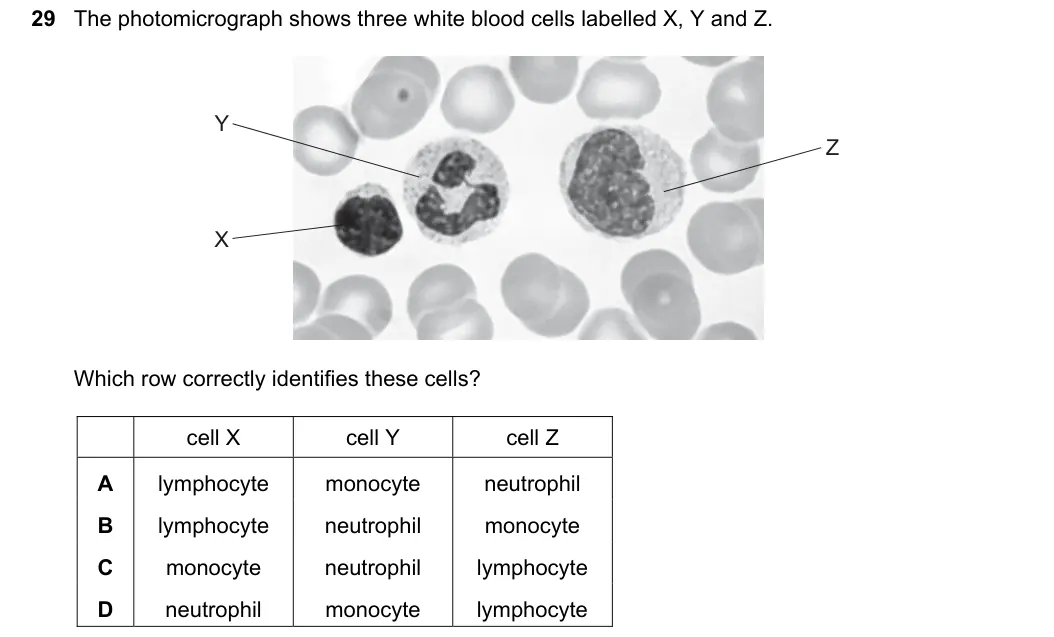 29 The photomicrograph shows three white blood cells labelled X, Y and Z.
Y
Z
X
Which row correctly identifies these cells?
cell X cell Y cell Z
A lymphocyte monocyte neutrophil
B lymphocyte neutrophil monocyte
C monocyte neutrophil lymphocyte
D neutrophil monocyte lymphocyte